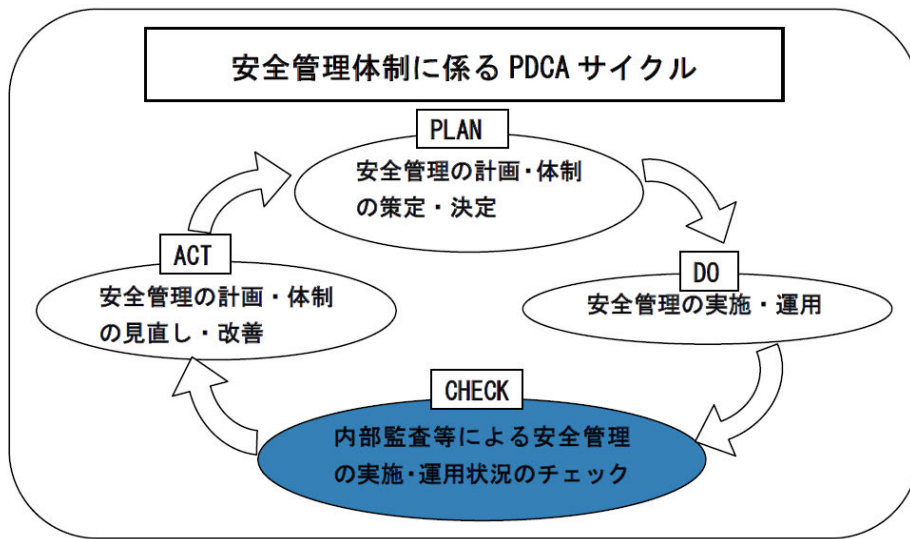 安全管理体制に係る PDCA サイクル
PLAN
安全管理の計画・体制
の策定・決定
ACT
安全管理の計画・体制
の見直し・改善
DO
安全管理の実施・運用
CHECK
内部監査等による安全管理
の実施・運用状況のチェック